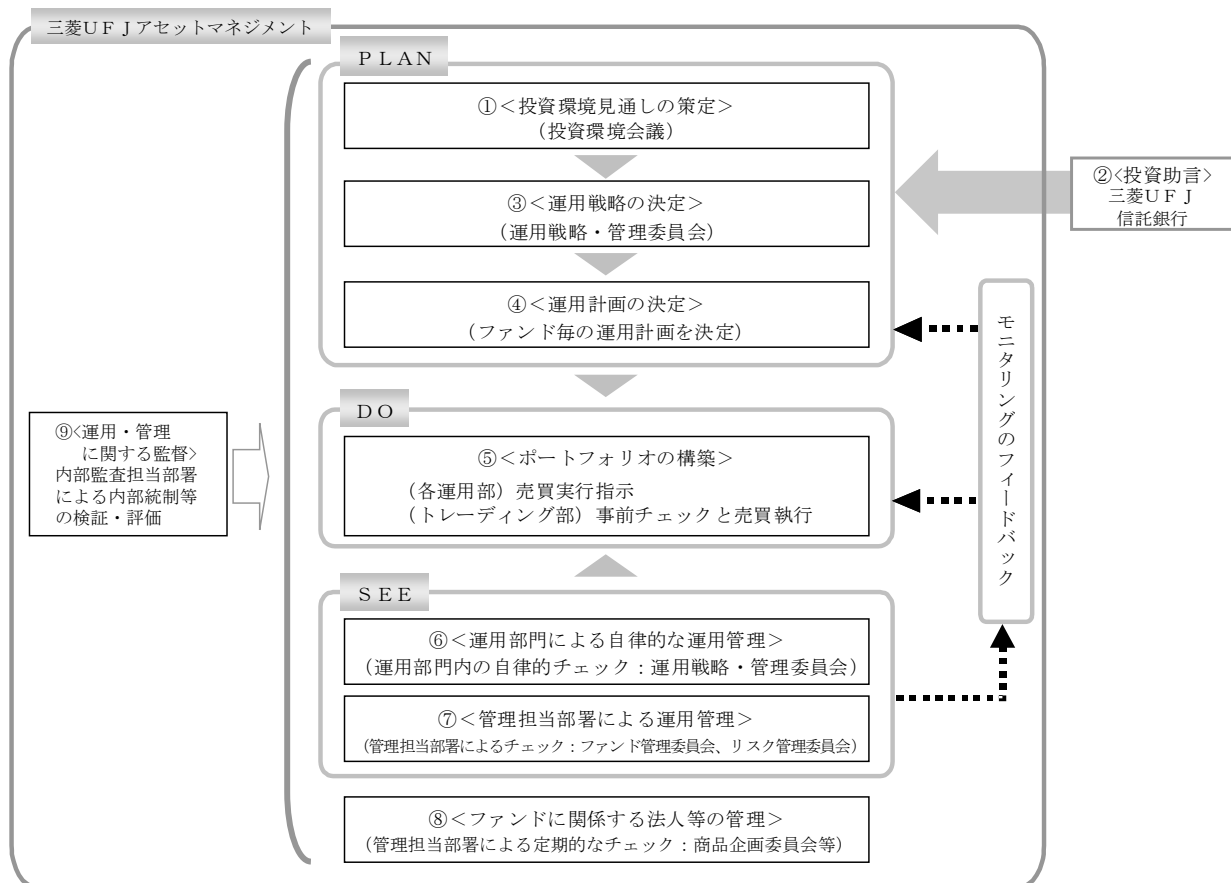 三菱ＵＦＪアセットマネジメント
ＰＬＡＮ
①＜投資環境見通しの策定＞
（投資環境会議）
②<投資助言>
三菱ＵＦＪ
信託銀行
③＜運用戦略の決定＞
（運用戦略・管理委員会）
④＜運用計画の決定＞
（ファンド毎の運用計画を決定）
モニタリングのフィードバック
ＤＯ
⑤＜ポートフォリオの構築＞
（各運用部）売買実行指示
（トレーディング部）事前チェックと売買執行
⑨<運用・管理
に関する監督>
内部監査担当部署
による内部統制等
の検証・評価
ＳＥＥ
⑥＜運用部門による自律的な運用管理＞
（運用部門内の自律的チェック：運用戦略・管理委員会）
⑦＜管理担当部署による運用管理＞
（管理担当部署によるチェック：ファンド管理委員会、リスク管理委員会）
⑧＜ファンドに関係する法人等の管理＞
（管理担当部署による定期的なチェック：商品企画委員会等）